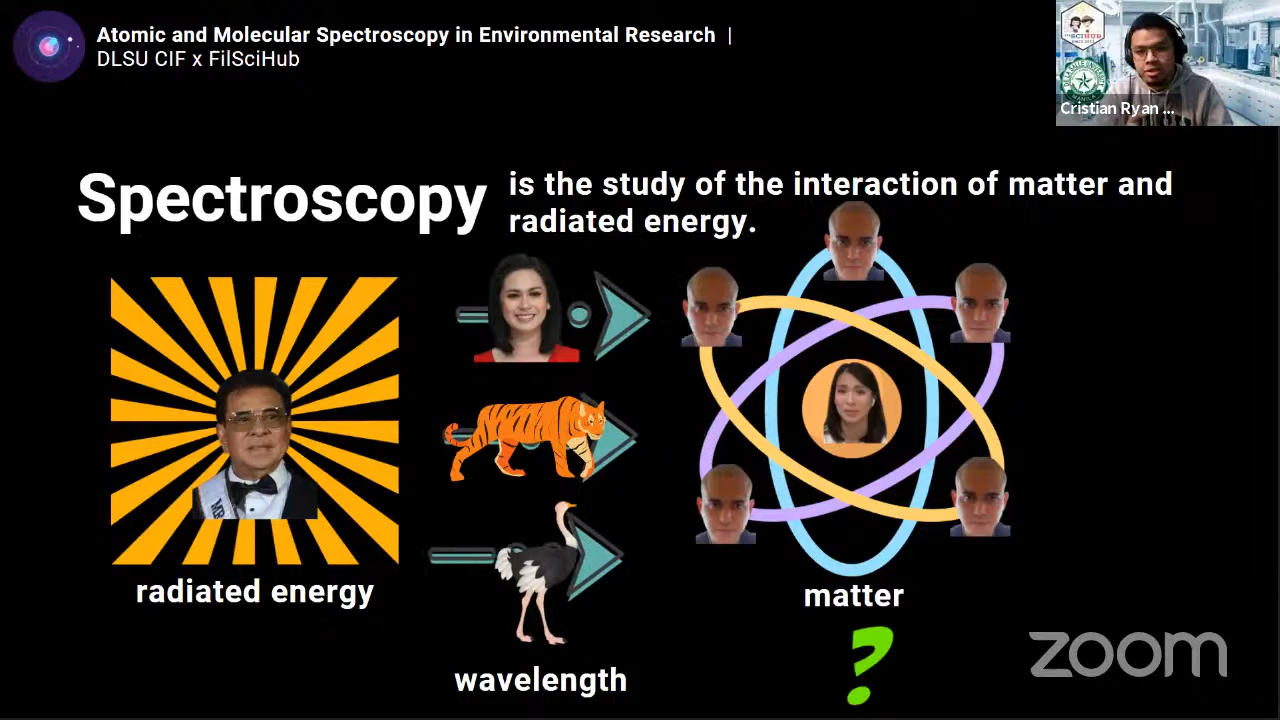 Atomic and Molecular Spectroscopy in Environmental Research |
DLSU CIF x FilSciHub
Cristian Ryan ...
Spectroscopy
is the study of the interaction of matter and
radiated energy.
radiated energy
wavelength
matter
?
zoom